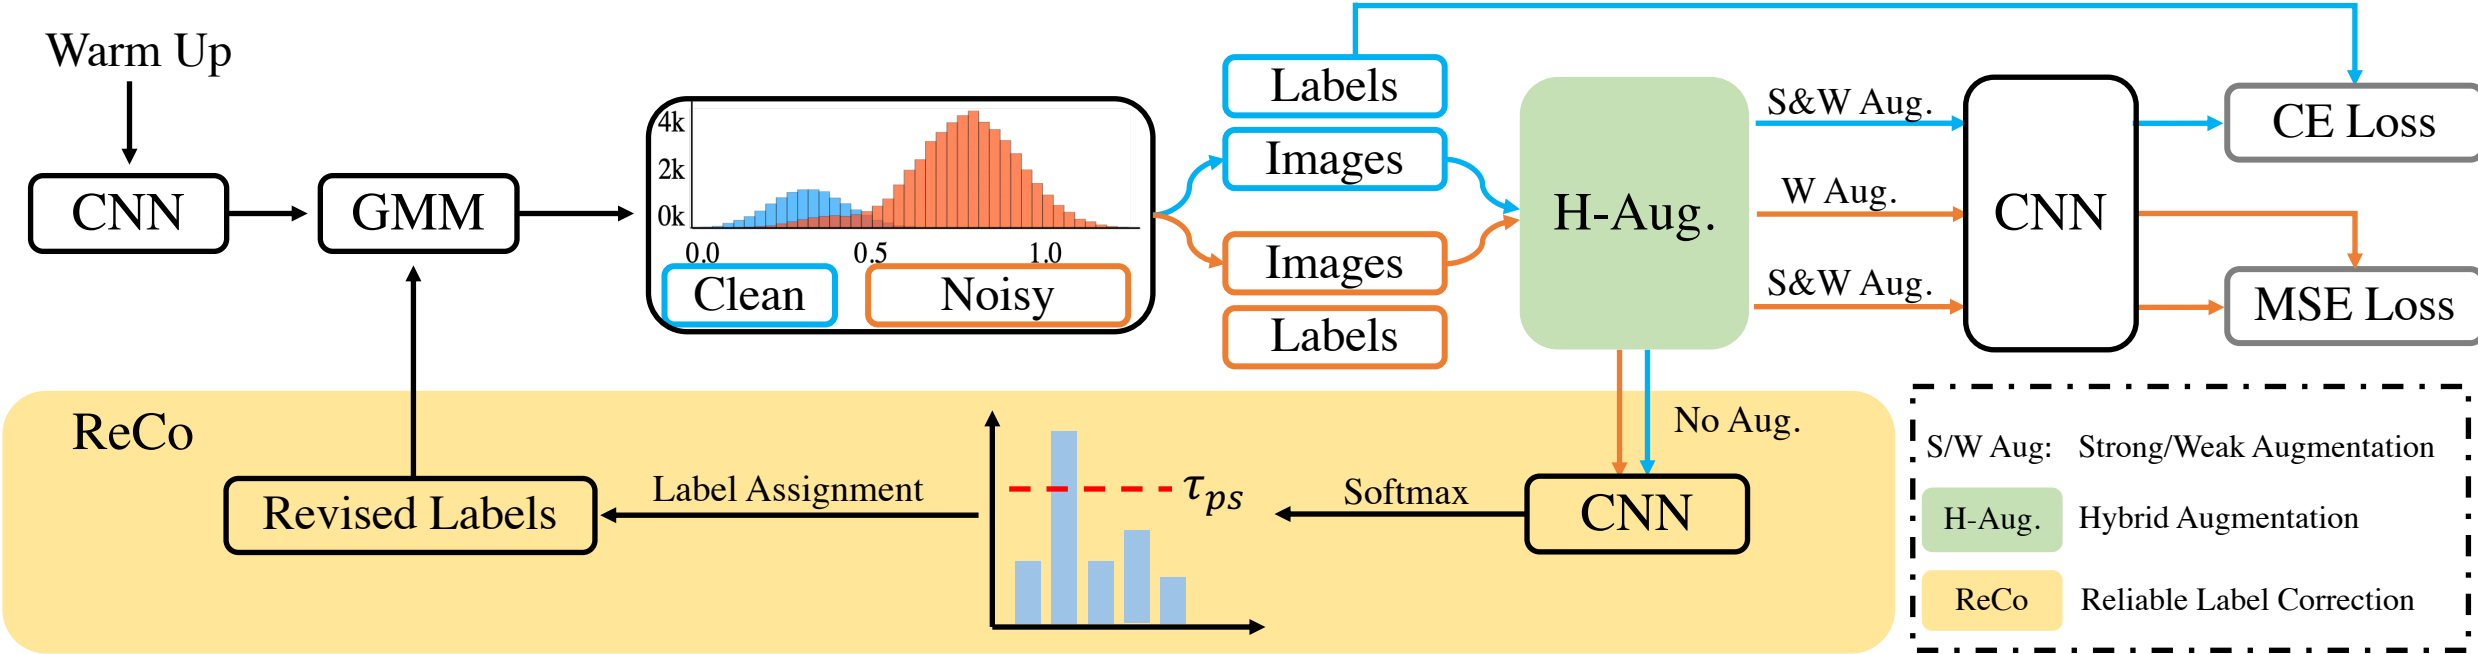 Warm Up
CNN
GMM
4k
2k
0k
0.0 0.5 1.0
Clean Noisy
Labels
Images
Images
Labels
H-Aug.
S&W Aug.
W Aug.
S&W Aug.
CNN
CE Loss
MSE Loss
ReCo
Revised Labels
Label Assignment
τps
Softmax
CNN
No Aug.
S/W Aug: Strong/Weak Augmentation
H-Aug. Hybrid Augmentation
ReCo Reliable Label Correction